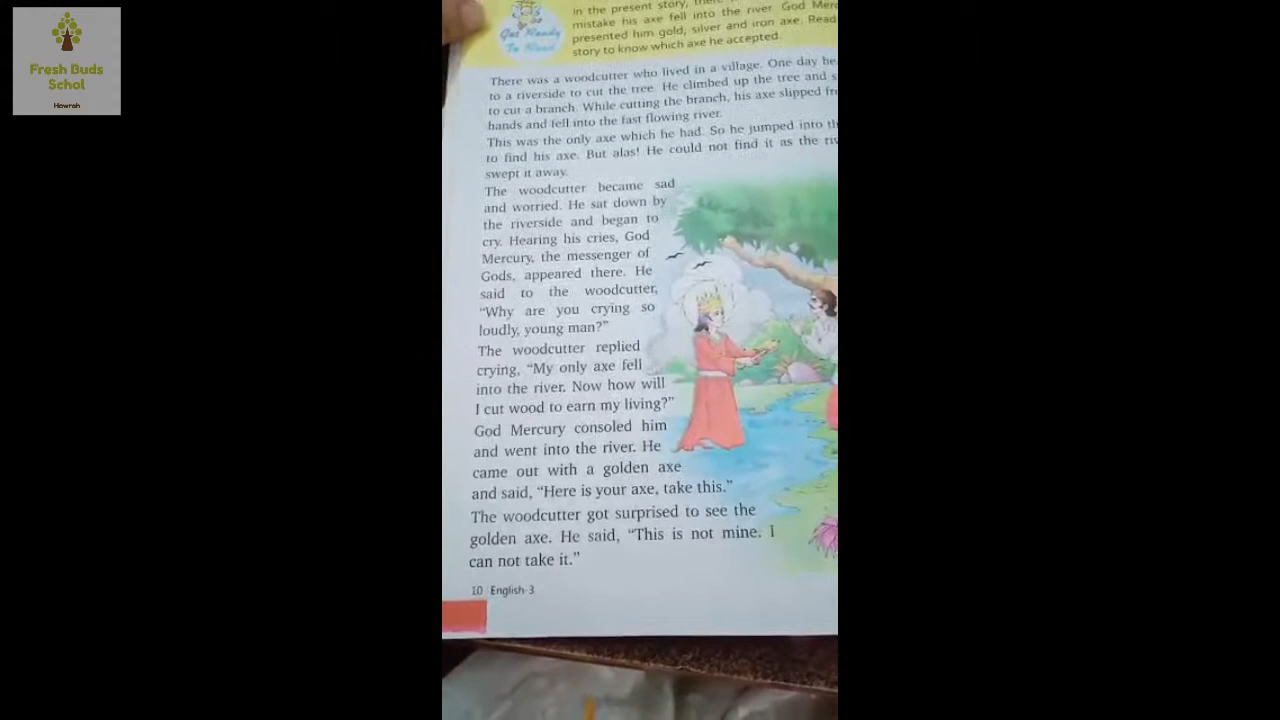 Fresh Buds
Schol
Howrah
Get Ready
To Read
In the present story,
mistake his axe fell into the river. God
presented him gold, silver and iron axe. Read
story to know which axe he accepted.
There was a woodcutter who lived in a village. One day he
to a riverside to cut the tree. He climbed up the tree and
to cut a branch. While cutting the branch, his axe slipped
hands and fell into the fast flowing river.
This was the only axe which he had. So he jumped into
to find his axe. But alas! He could not find it as the
swept it away.
The woodcutter became sad
and worried. He sat down by
the riverside and began to
cry. Hearing his cries, God
Mercury, the messenger of
Gods, appeared there. He
said to the woodcutter,
"Why are you crying so
loudly, young man?"
The woodcutter replied
crying, "My only axe fell
into the river. Now how will
I cut wood to earn my living?"
God Mercury consoled him
and went into the river. He
came out with a golden axe
and said, "Here is your axe, take this."
The woodcutter got surprised to see the
golden axe. He said, "This is not mine. I
can not take it."
10 English-3